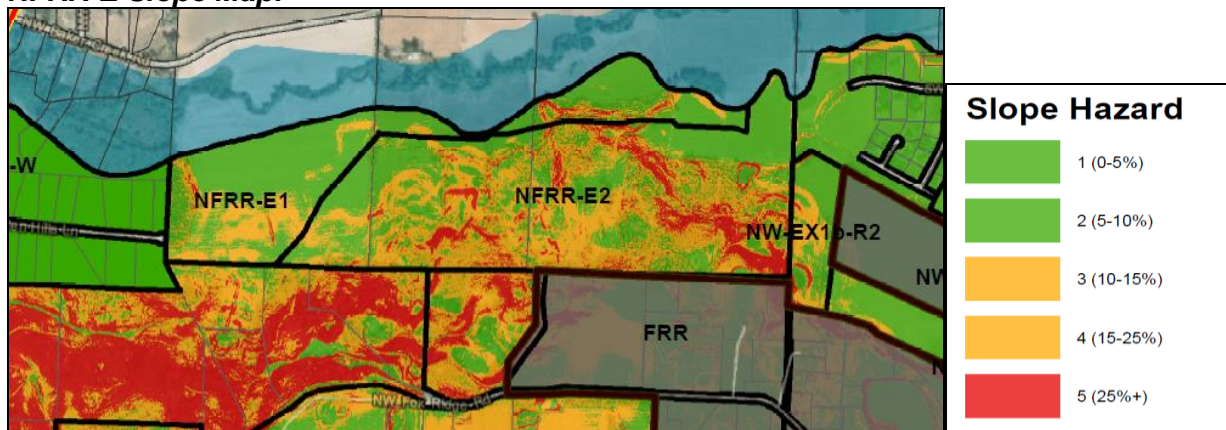 Slope Hazard
1 (0-5%)
2 (5-10%)
3 (10-15%)
4 (15-25%)
5 (25%+)
-W
NFRR-E1
NFRR-E2
NW-EX1b-R2
NW
FRR
NW Fox Ridge Rd